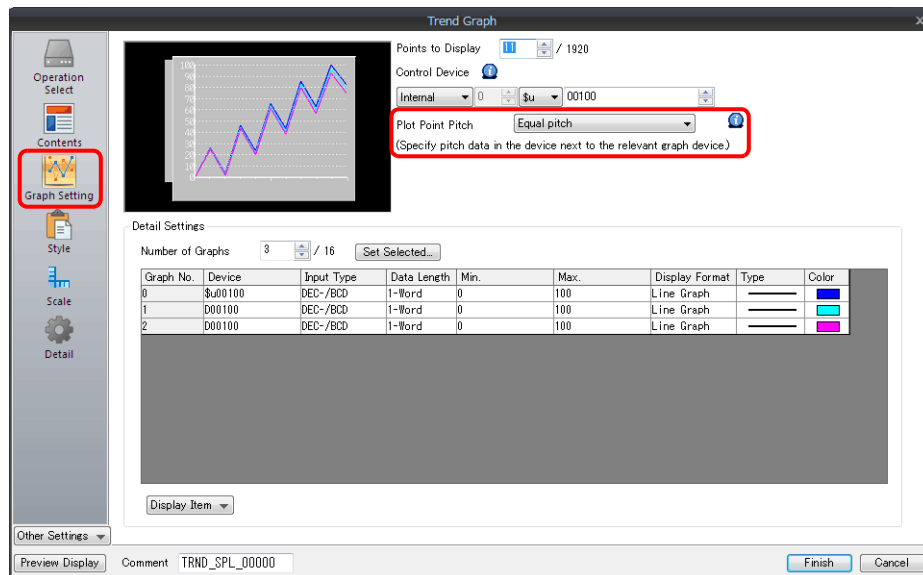 Trend Graph
x
Operation
Select
Contents
Graph Setting
Style
Scale
Detail
100
90
80
70
60
50
40
30
20
10
0
Points to Display 11 / 1920
Control Device
Internal 0 $u 00100
Plot Point Pitch Equal pitch
(Specify pitch data in the device next to the relevant graph device.)
Detail Settings
Number of Graphs 3 / 16 Set Selected...
Graph No. Device Input Type Data Length Min. Max. Display Format Type Color
0 $u00100 DEC-/BCD 1-Word 0 100 Line Graph
1 D00100 DEC-/BCD 1-Word 0 100 Line Graph
2 D00100 DEC-/BCD 1-Word 0 100 Line Graph
Display Item
Other Settings
Preview Display Comment TRND_SPL_00000 Finish Cancel